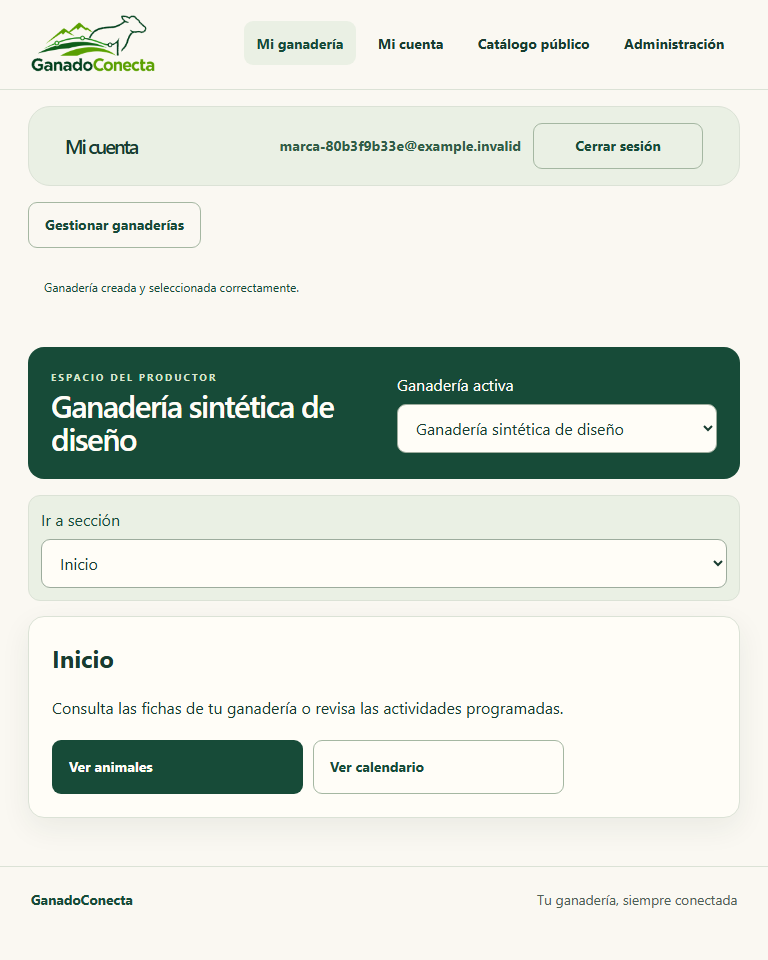 GanadoConecta
Mi ganadería
Mi cuenta
Catálogo público
Administración
Mi cuenta
marca-80b3f9b33e@example.invalid
Cerrar sesión
Gestionar ganaderías
Ganadería creada y seleccionada correctamente.
ESPACIO DEL PRODUCTOR
Ganadería sintética de
diseño
Ganadería activa
Ganadería sintética de diseño
Ir a sección
Inicio
Inicio
Consulta las fichas de tu ganadería o revisa las actividades programadas.
Ver animales
Ver calendario
GanadoConecta
Tu ganadería, siempre conectada